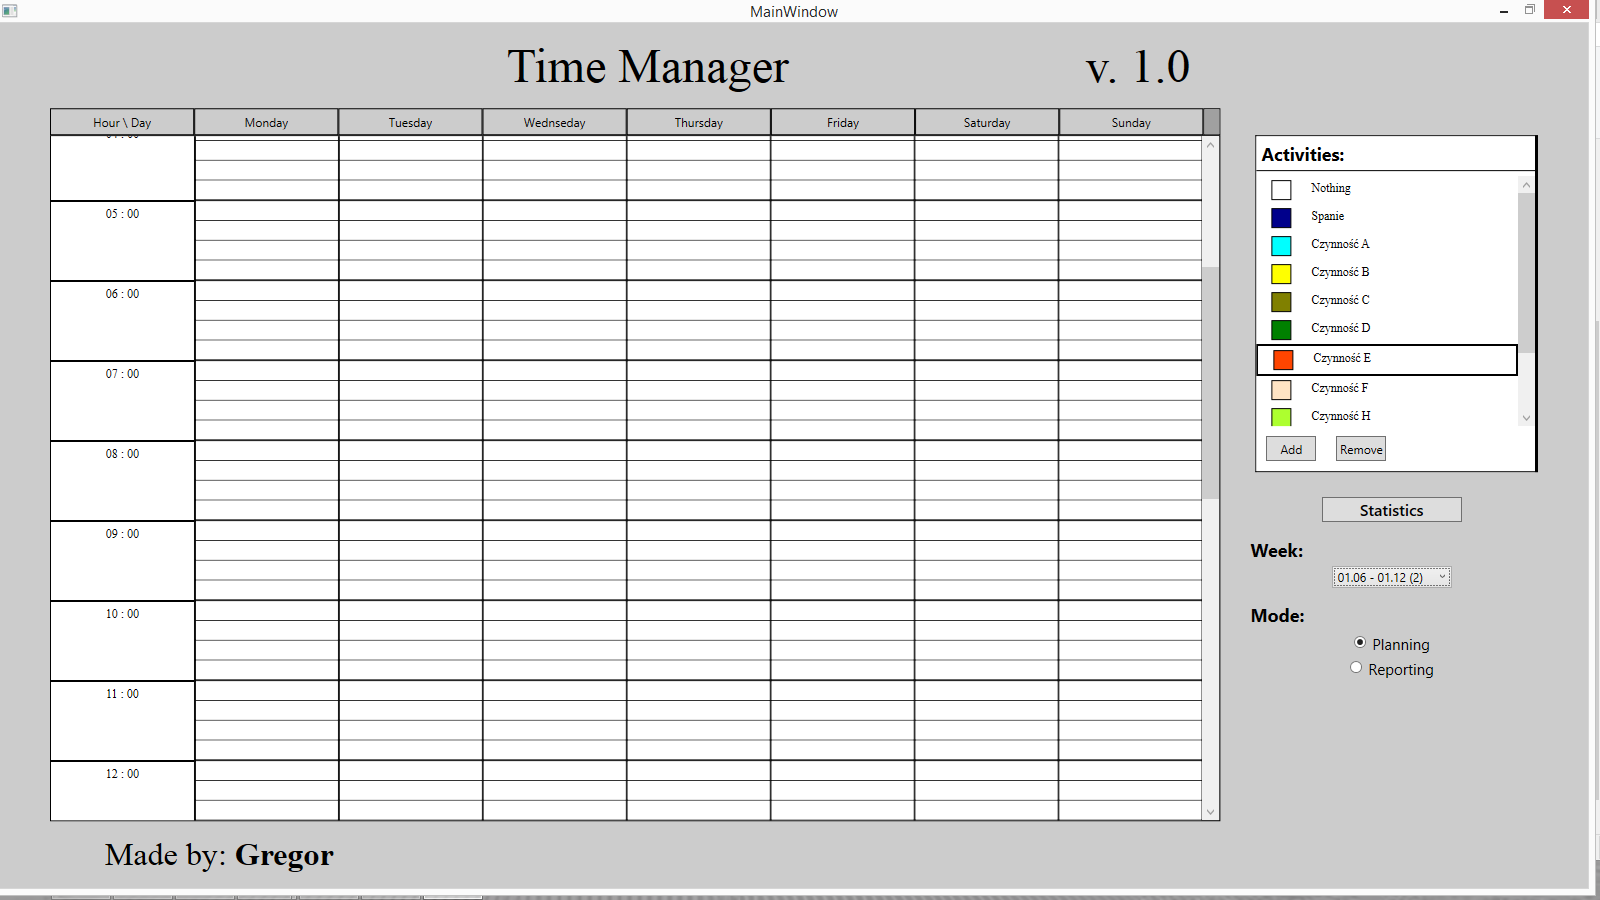 MainWindow
Time Manager v. 1.0
Hour \ Day Monday Tuesday Wednseday Thursday Friday Saturday Sunday
05 : 00
06 : 00
07 : 00
08 : 00
09 : 00
10 : 00
11 : 00
12 : 00
Activities:
Nothing
Spanie
Czynność A
Czynność B
Czynność C
Czynność D
Czynność E
Czynność F
Czynność H
Add Remove
Statistics
Week:
01.06 - 01.12 (2)
Mode:
Planning
Reporting
Made by: Gregor